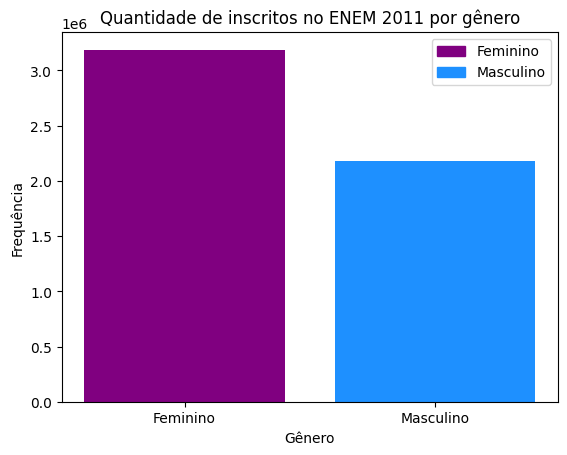 Quantidade de inscritos no ENEM 2011 por gênero
1e6
Feminino
Masculino
3.0
2.5
2.0
1.5
1.0
0.5
0.0
Frequência
Feminino
Masculino
Gênero